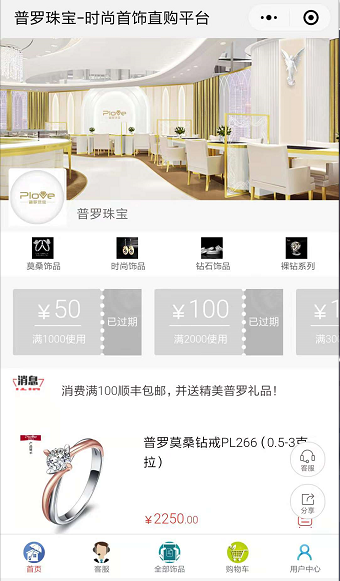 普罗珠宝-时尚首饰直购平台
Plove
普罗珠宝
莫桑饰品
时尚饰品
钻石饰品
裸钻系列
¥50
满1000使用
已过期
¥100
满2000使用
已过期
消息
消费满100顺丰包邮，并送精美普罗礼品！
普罗莫桑钻戒PL266（0.5-3克
拉）
¥2250.00
客服
分享
首页
客服
全部饰品
购物车
用户中心